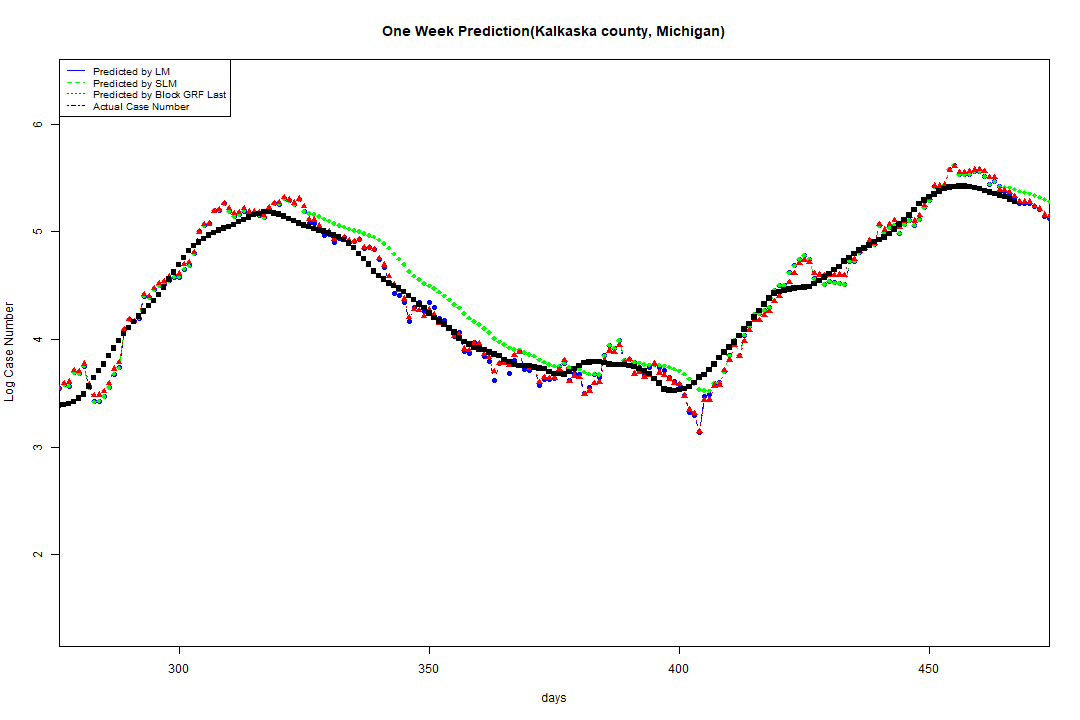 One Week Prediction(Kalkaska county, Michigan)
Predicted by LM
Predicted by SLM
Predicted by Block GRF Last
Actual Case Number
Log Case Number
6
5
4
3
2
300 350 400 450
days